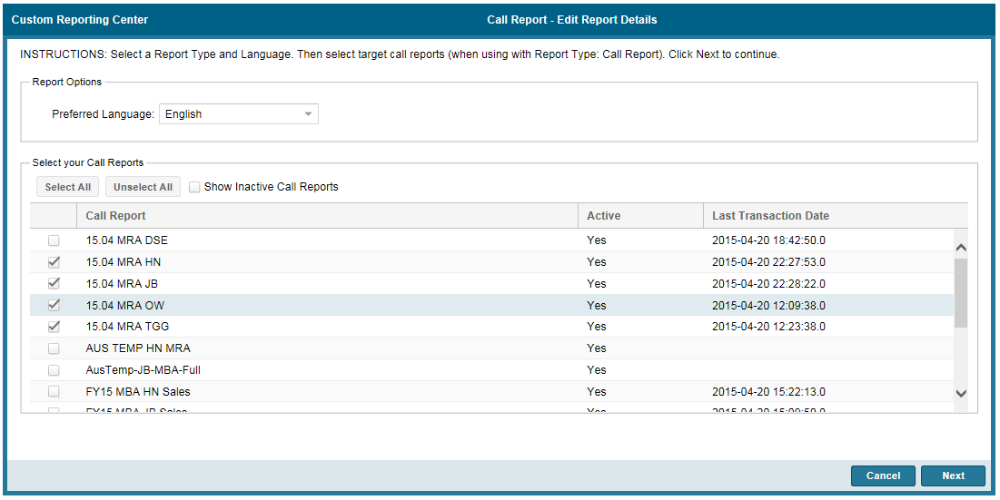 Custom Reporting Center
Call Report - Edit Report Details
INSTRUCTIONS: Select a Report Type and Language. Then select target call reports (when using with Report Type: Call Report). Click Next to continue.
Report Options
Preferred Language: English
Select your Call Reports
Select All Unselect All Show Inactive Call Reports
Call Report Active Last Transaction Date
15.04 MRA DSE Yes 2015-04-20 18:42:50.0
15.04 MRA HN Yes 2015-04-20 22:27:53.0
15.04 MRA JB Yes 2015-04-20 22:28:22.0
15.04 MRA OW Yes 2015-04-20 12:09:38.0
15.04 MRA TGG Yes 2015-04-20 12:23:38.0
AUS TEMP HN MRA Yes
AusTemp-JB-MBA-Full Yes
FY15 MBA HN Sales Yes 2015-04-20 15:22:13.0
FY15 MBA JB Sales Yes
Cancel Next